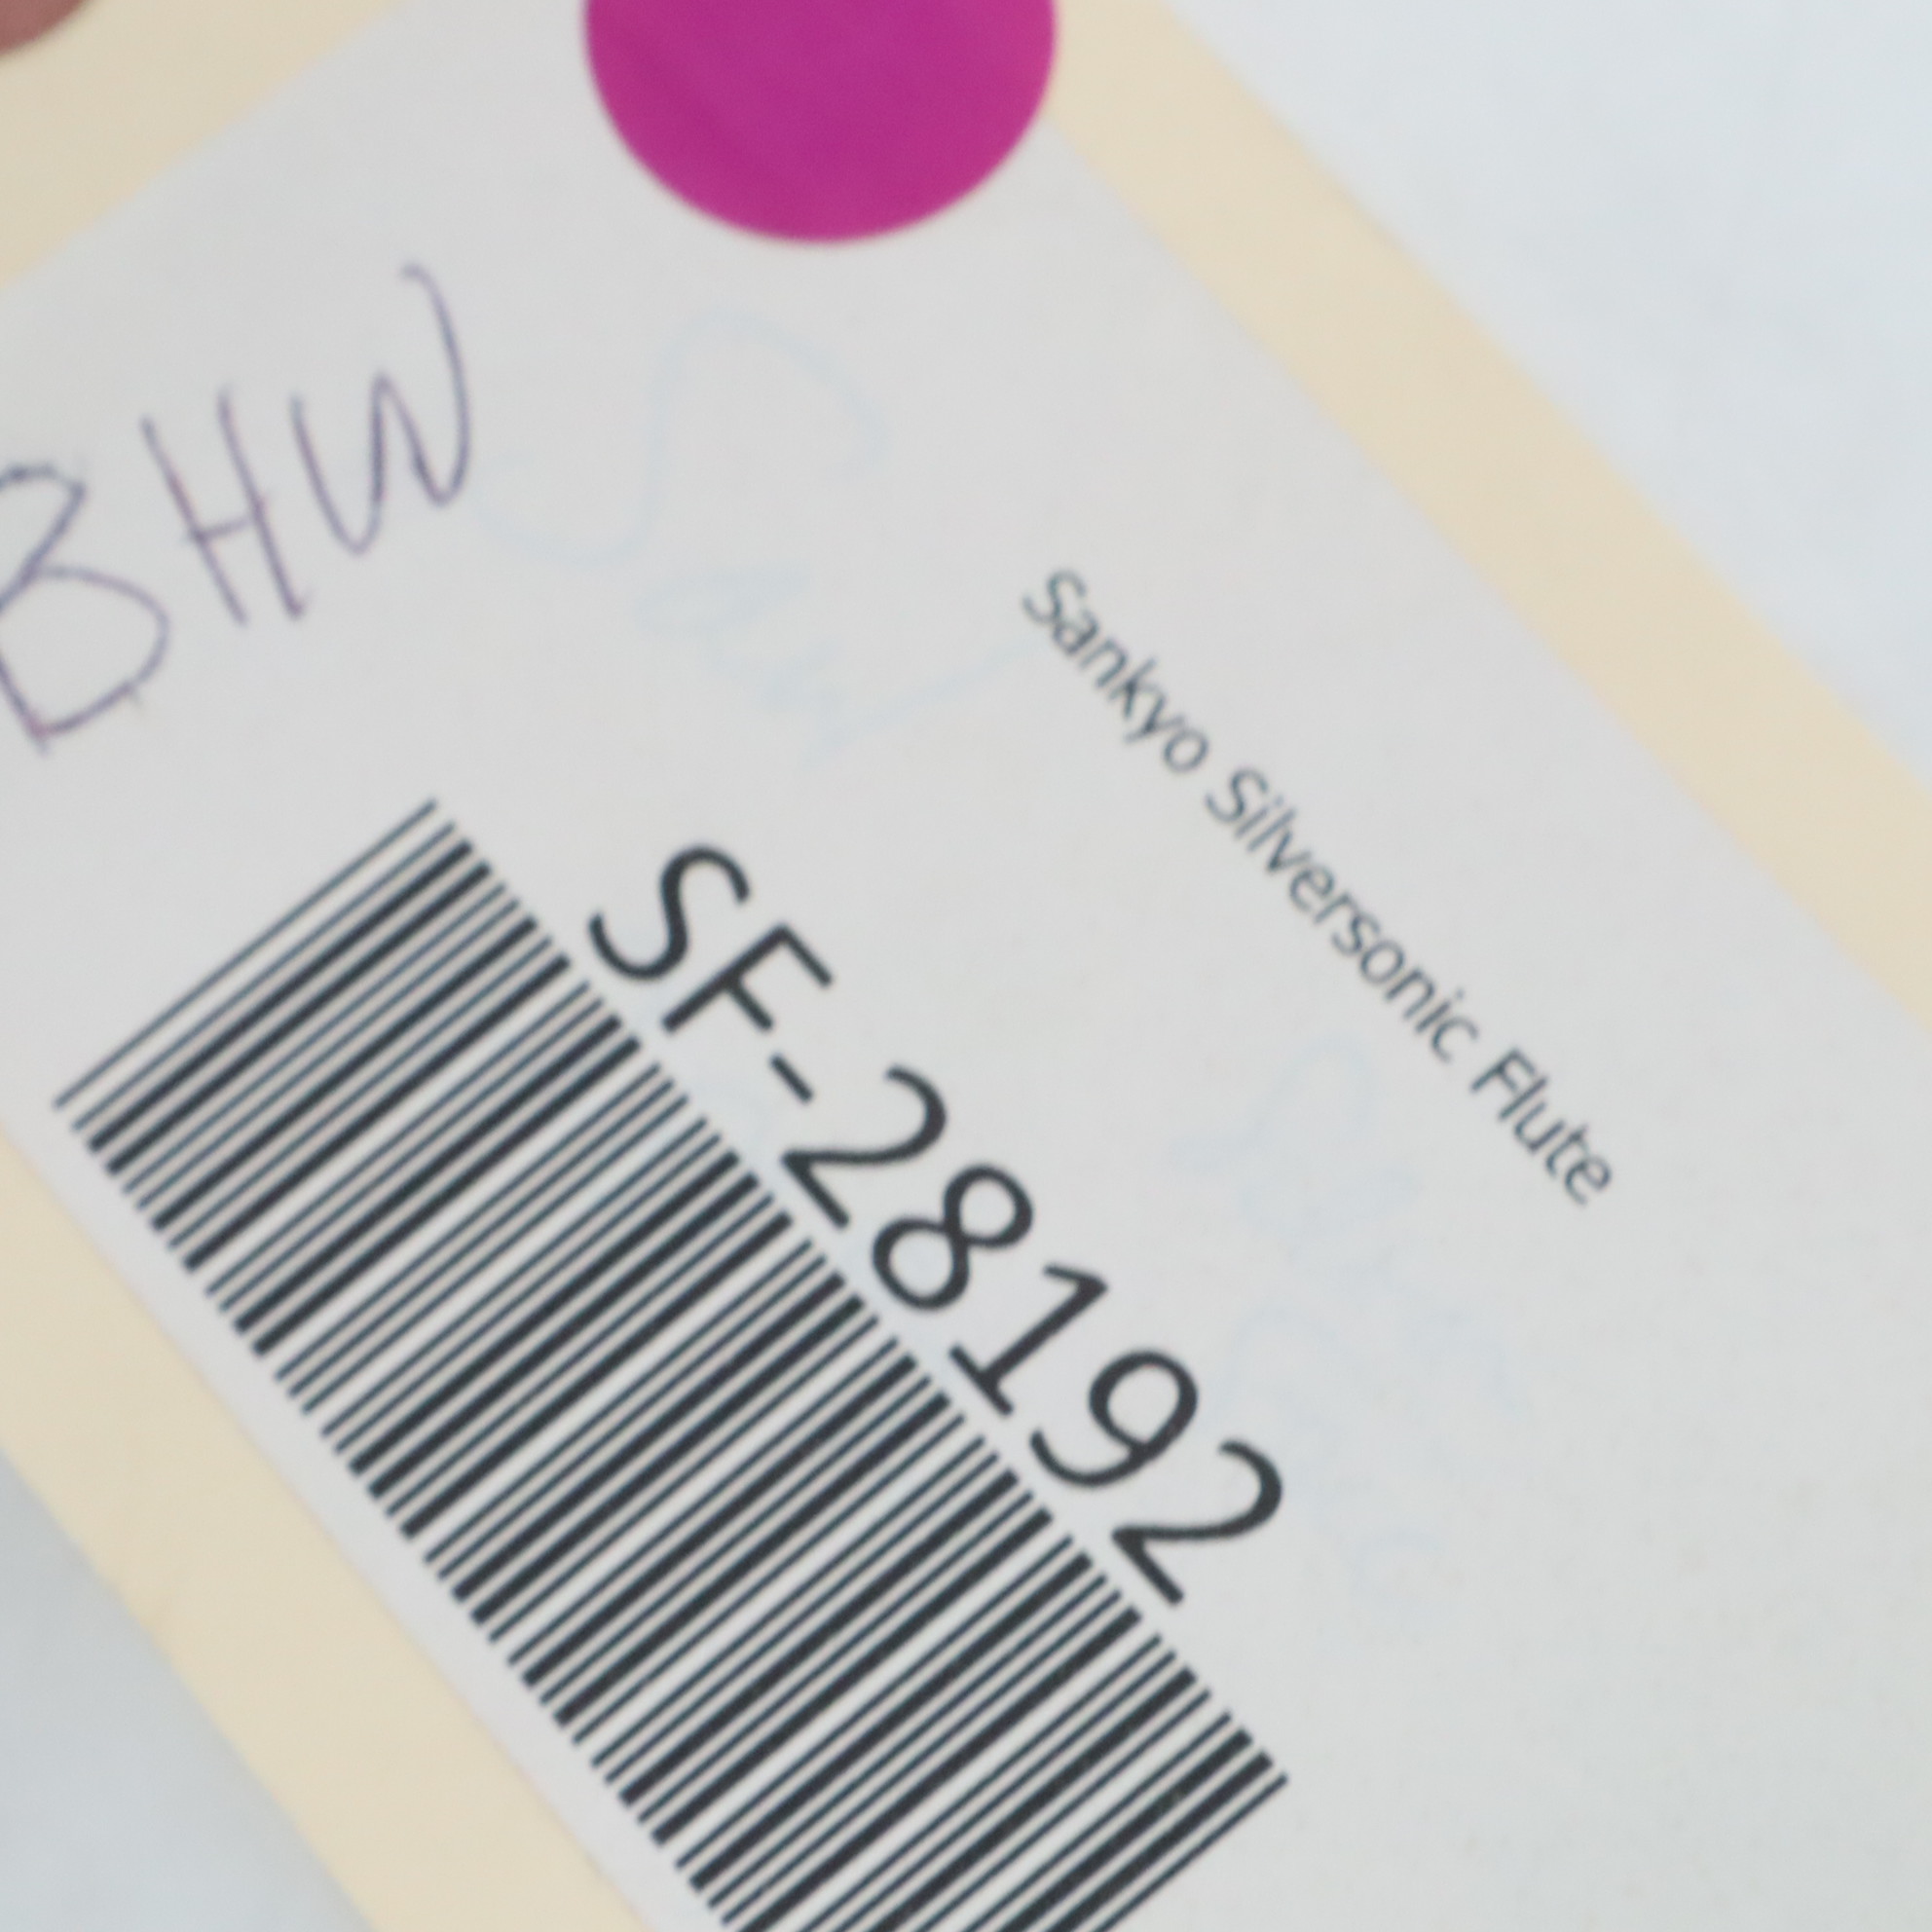 BHW
Sankyo Silversonic Flute
SF-28192